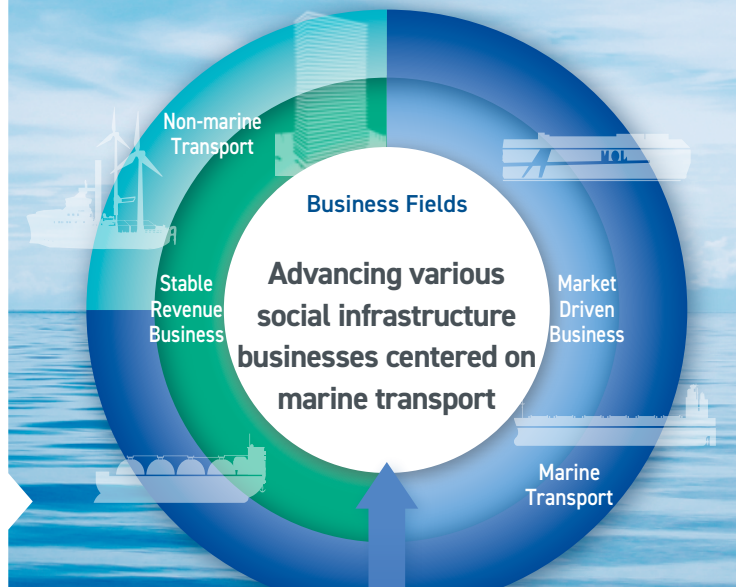 Non-marine
Transport
MOL
Business Fields
Advancing various
social infrastructure
businesses centered on
marine transport
Stable
Revenue
Business
Market
Driven
Business
Marine
Transport